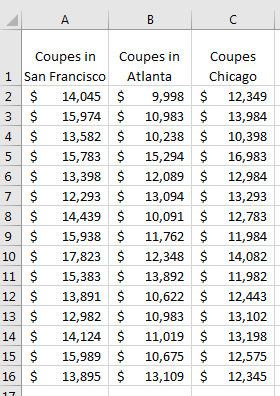 A B C
Coupes in Coupes in Coupes
1 San Francisco Atlanta Chicago
2 $ 14,045 $ 9,998 $ 12,349
3 $ 15,974 $ 10,983 $ 13,984
4 $ 13,582 $ 10,238 $ 10,398
5 $ 15,783 $ 15,294 $ 16,983
6 $ 13,398 $ 12,089 $ 12,984
7 $ 12,293 $ 13,094 $ 13,293
8 $ 14,439 $ 10,091 $ 12,783
9 $ 15,938 $ 11,762 $ 11,984
10 $ 17,823 $ 12,348 $ 14,082
11 $ 15,383 $ 13,892 $ 11,982
12 $ 13,891 $ 10,622 $ 12,443
13 $ 12,982 $ 10,983 $ 13,102
14 $ 14,124 $ 11,019 $ 13,198
15 $ 15,989 $ 10,675 $ 12,575
16 $ 13,895 $ 13,109 $ 12,345